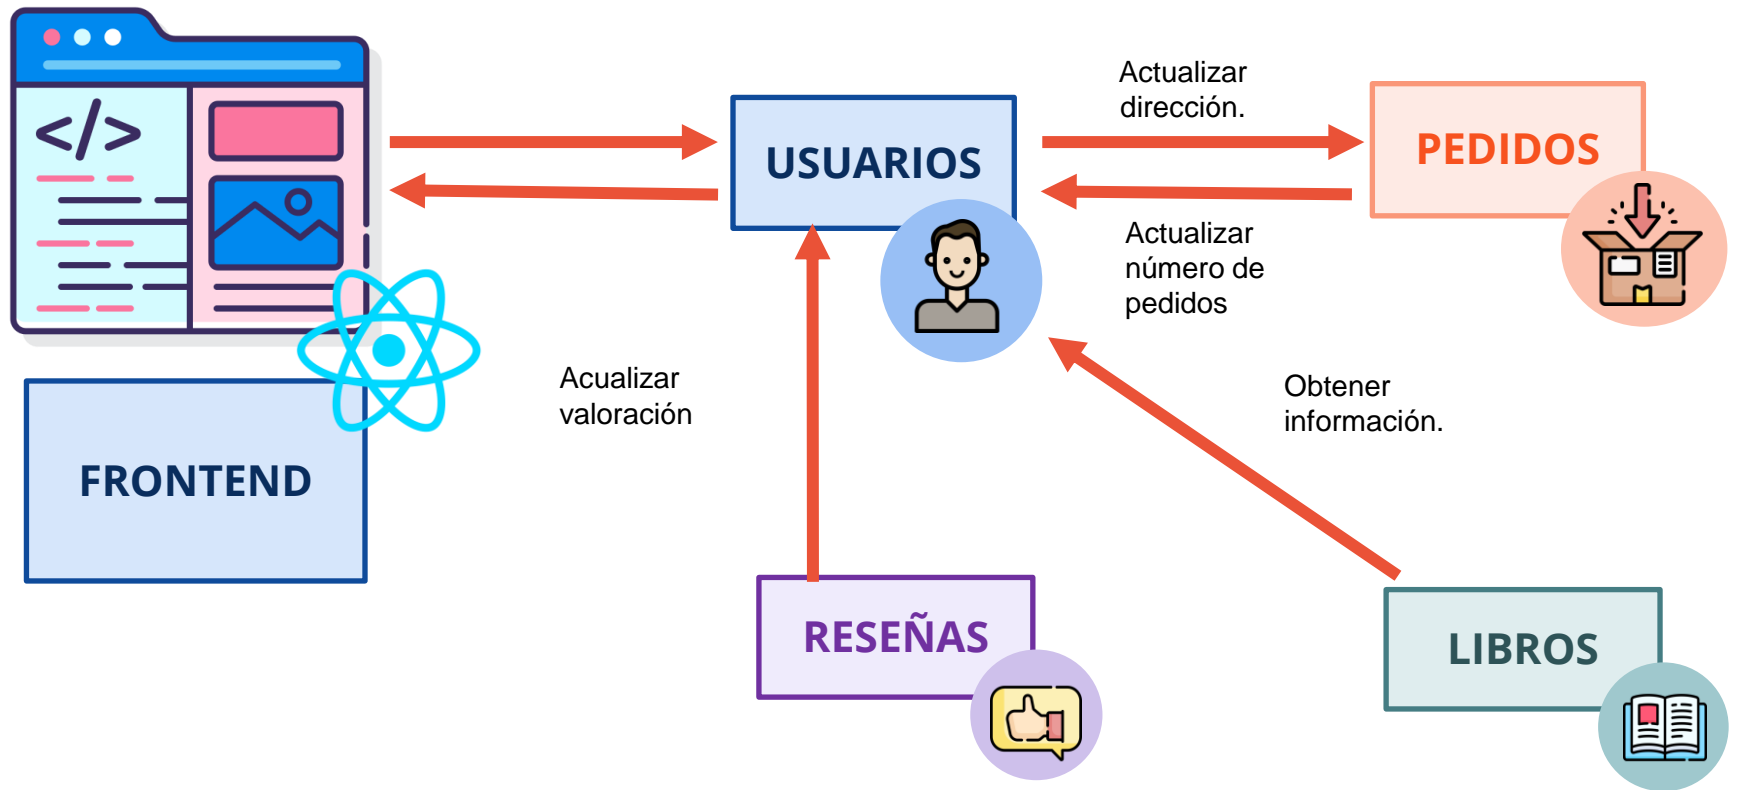 </>
Actualizar
dirección.
USUARIOS
PEDIDOS
Actualizar
número de
pedidos
Acualizar
valoración
Obtener
información.
FRONTEND
RESEÑAS
LIBROS